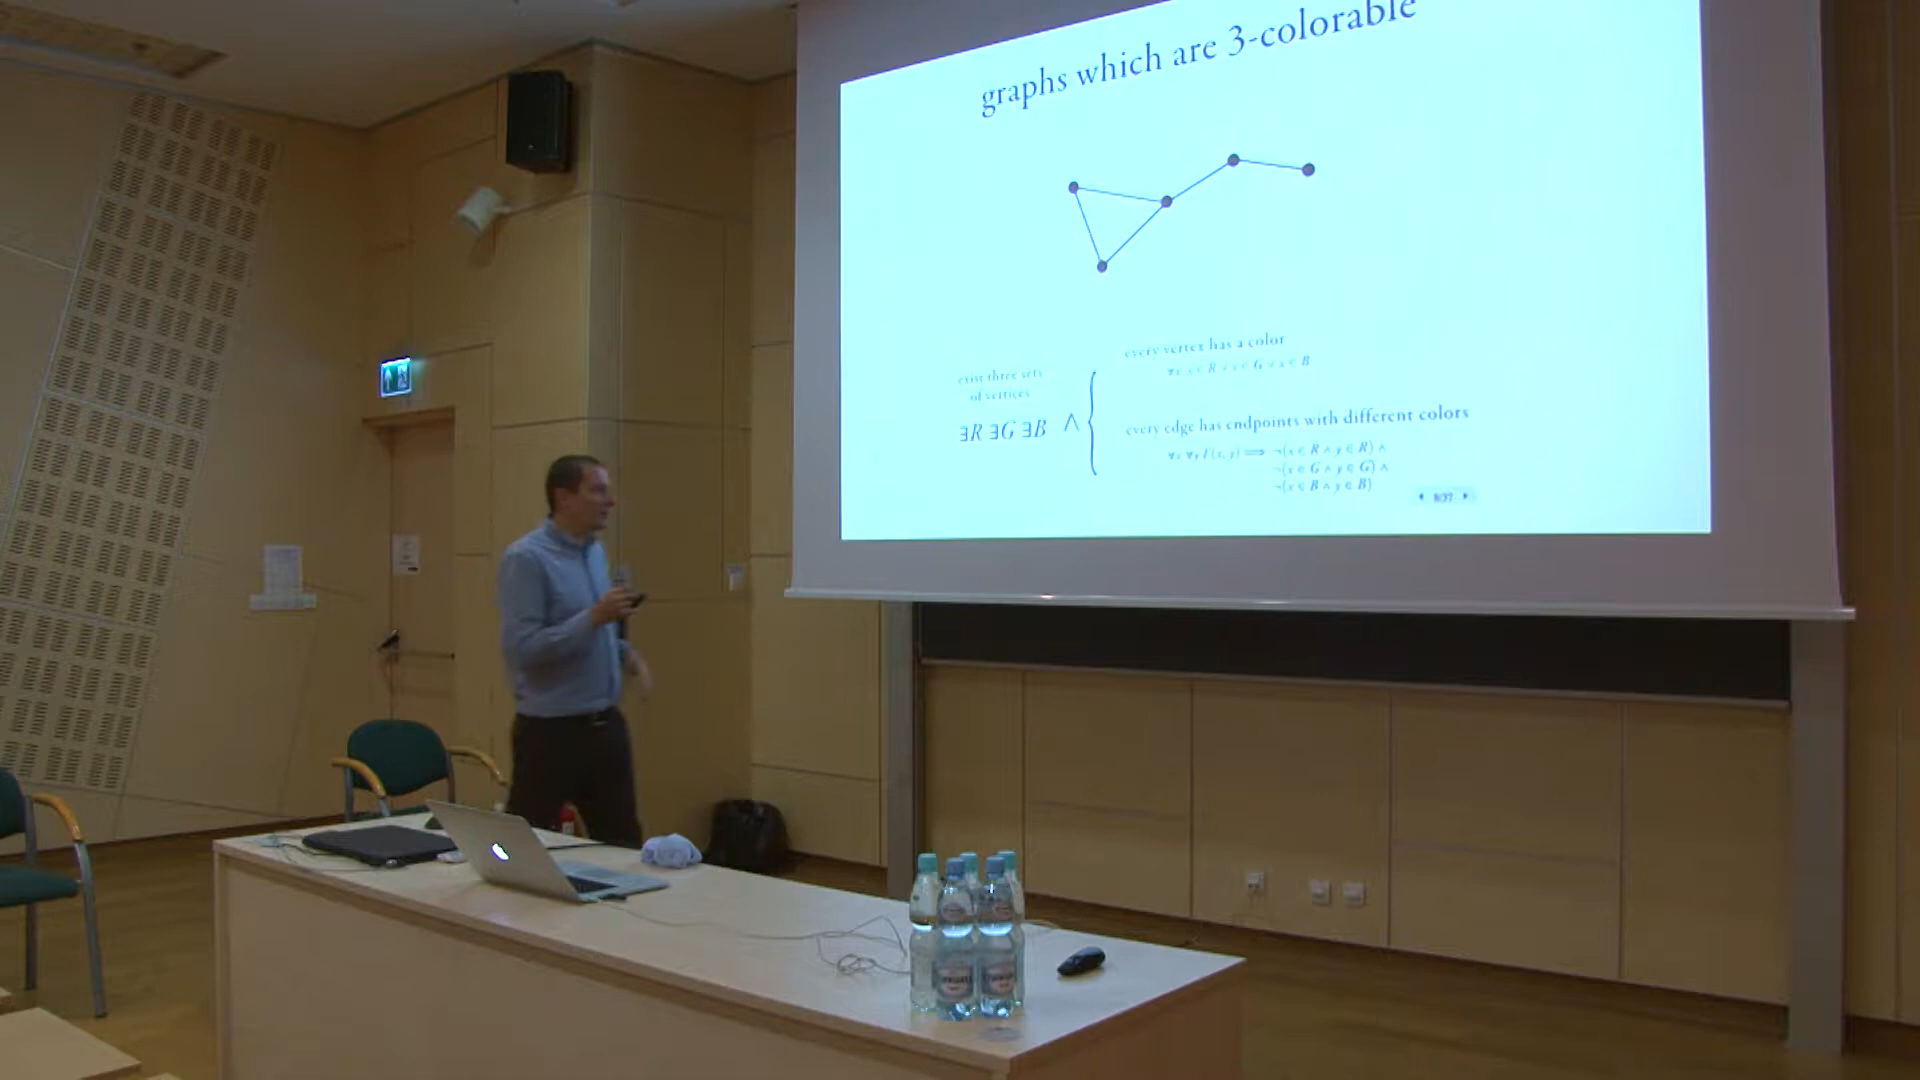 graphs which are 3-colorable
exist three sets
of vertices
∃R ∃G ∃B ∧
every vertex has a color
∀x x ∈ R ∨ x ∈ G ∨ x ∈ B
every edge has endpoints with different colors
∀x ∀y E(x, y) ⟹ ¬(x ∈ R ∧ y ∈ R) ∧
¬(x ∈ G ∧ y ∈ G) ∧
¬(x ∈ B ∧ y ∈ B)